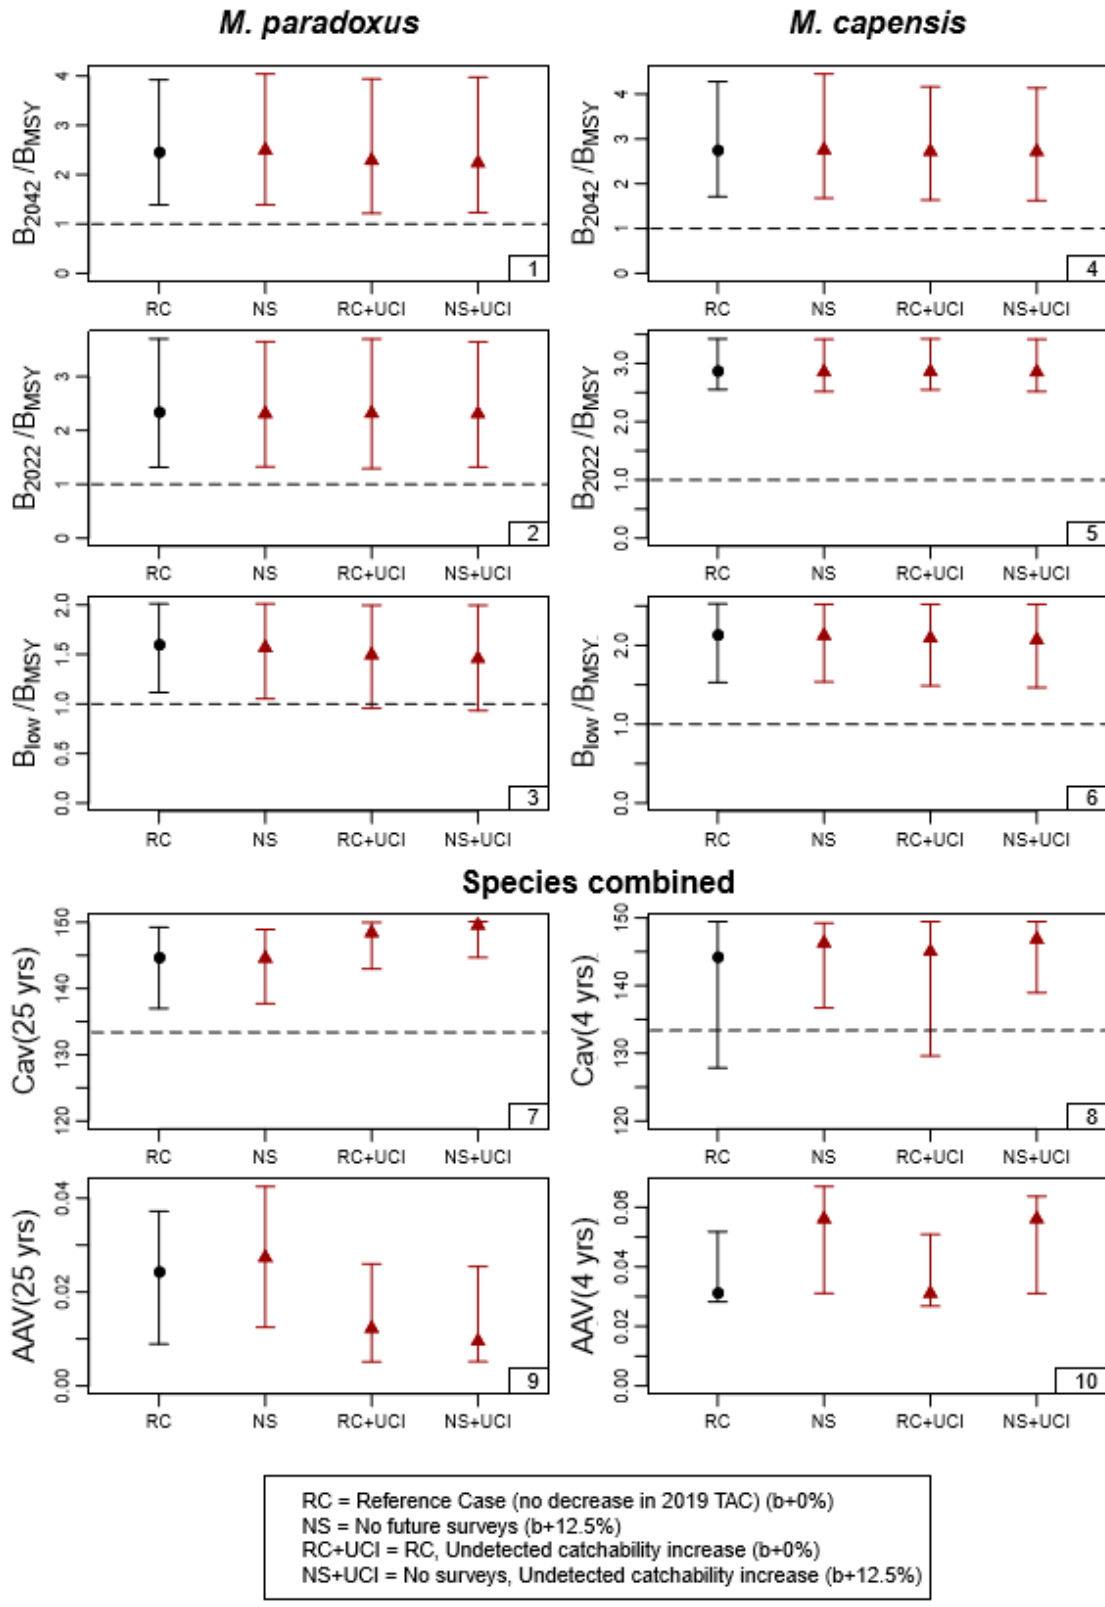 M. paradoxus
M. capensis
B2042/BMSY
0 1 2 3 4
1
RC NS RC+UCI NS+UCI
B2042/BMSY
0 1 2 3 4
4
RC NS RC+UCI NS+UCI
B2022/BMSY
0 1 2 3
2
RC NS RC+UCI NS+UCI
B2022/BMSY
0.0 1.0 2.0 3.0
5
RC NS RC+UCI NS+UCI
Blow/BMSY
0.0 0.5 1.0 1.5 2.0
3
RC NS RC+UCI NS+UCI
Blow/BMSY
0.0 1.0 2.0
6
RC NS RC+UCI NS+UCI
Species combined
Cav(25 yrs)
120 130 140 150
7
RC NS RC+UCI NS+UCI
Cav(4 yrs)
120 130 140 150
8
RC NS RC+UCI NS+UCI
AAV(25 yrs)
0.00 0.02 0.04
9
RC NS RC+UCI NS+UCI
AAV(4 yrs)
0.00 0.02 0.04 0.06
10
RC NS RC+UCI NS+UCI
RC = Reference Case (no decrease in 2019 TAC) (b+0%)
NS = No future surveys (b+12.5%)
RC+UCI = RC, Undetected catchability increase (b+0%)
NS+UCI = No surveys, Undetected catchability increase (b+12.5%)